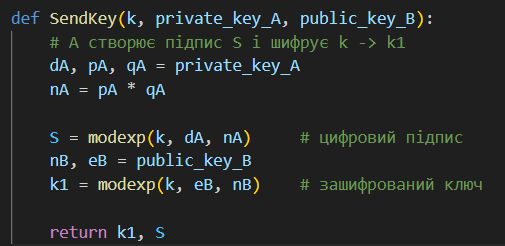 def SendKey(k, private_key_A, public_key_B):
# A створює підпис S і шифрує k -> k1
dA, pA, qA = private_key_A
nA = pA * qA
S = modexp(k, dA, nA) # цифровий підпис
nB, eB = public_key_B
k1 = modexp(k, eB, nB) # зашифрований ключ
return k1, S